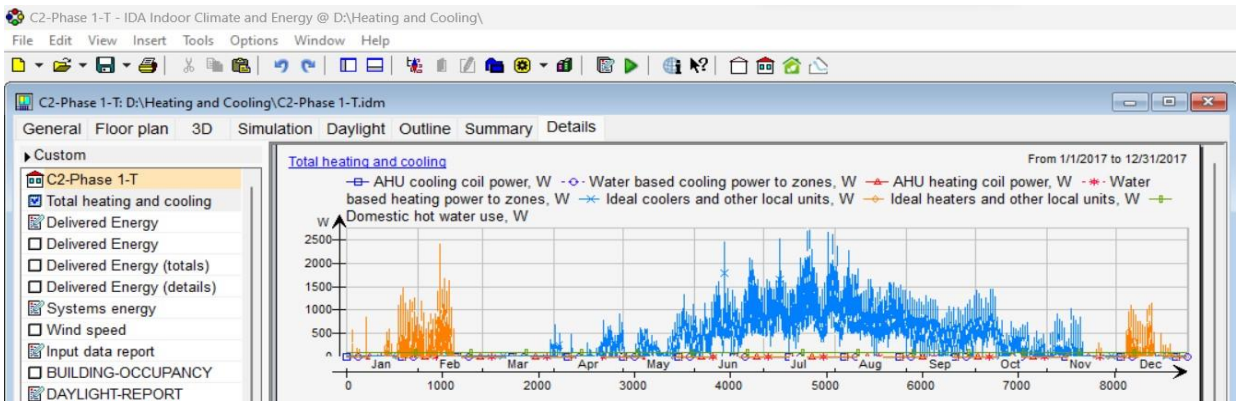 C2-Phase 1-T - IDA Indoor Climate and Energy @ D:\Heating and Cooling\
File Edit View Insert Tools Options Window Help
C2-Phase 1-T: D:\Heating and Cooling\C2-Phase 1-T.idm
General Floor plan 3D Simulation Daylight Outline Summary Details
Custom
C2-Phase 1-T
Total heating and cooling
Delivered Energy
Delivered Energy
Delivered Energy (totals)
Delivered Energy (details)
Systems energy
Wind speed
Input data report
BUILDING-OCCUPANCY
DAYLIGHT-REPORT
Total heating and cooling
From 1/1/2017 to 12/31/2017
AHU cooling coil power, W Water based cooling power to zones, W AHU heating coil power, W Water
based heating power to zones, W Ideal coolers and other local units, W Ideal heaters and other local units, W
Domestic hot water use, W
W
2500
2000
1500
1000
500
Jan Feb Mar Apr May Jun Jul Aug Sep Oct Nov Dec
0 1000 2000 3000 4000 5000 6000 7000 8000